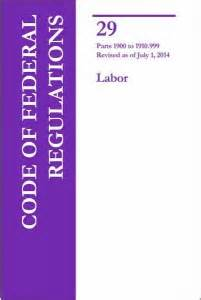 CODE OF FEDERAL
REGULATIONS
29
Parts 1900 to 1910.999
Revised as of July 1, 2014
Labor